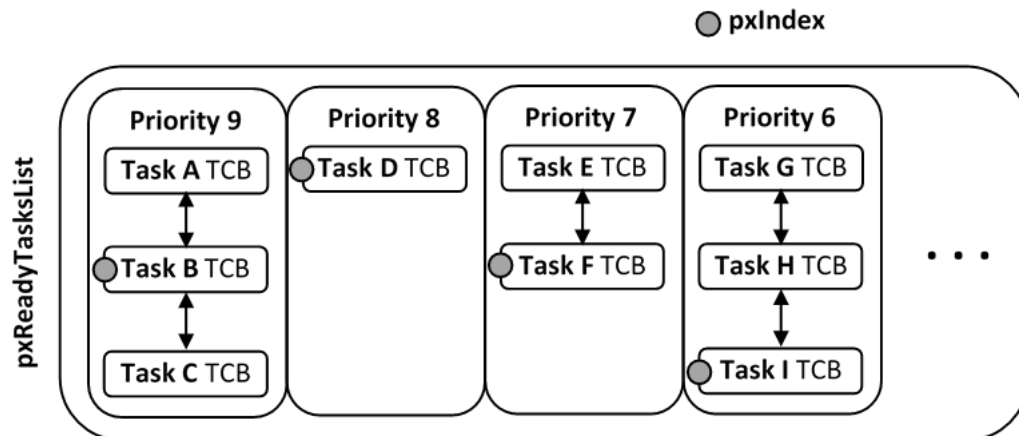 pxIndex
pxReadyTasksList
Priority 9
Task A TCB
Task B TCB
Task C TCB
Priority 8
Task D TCB
Priority 7
Task E TCB
Task F TCB
Priority 6
Task G TCB
Task H TCB
Task I TCB
. . .